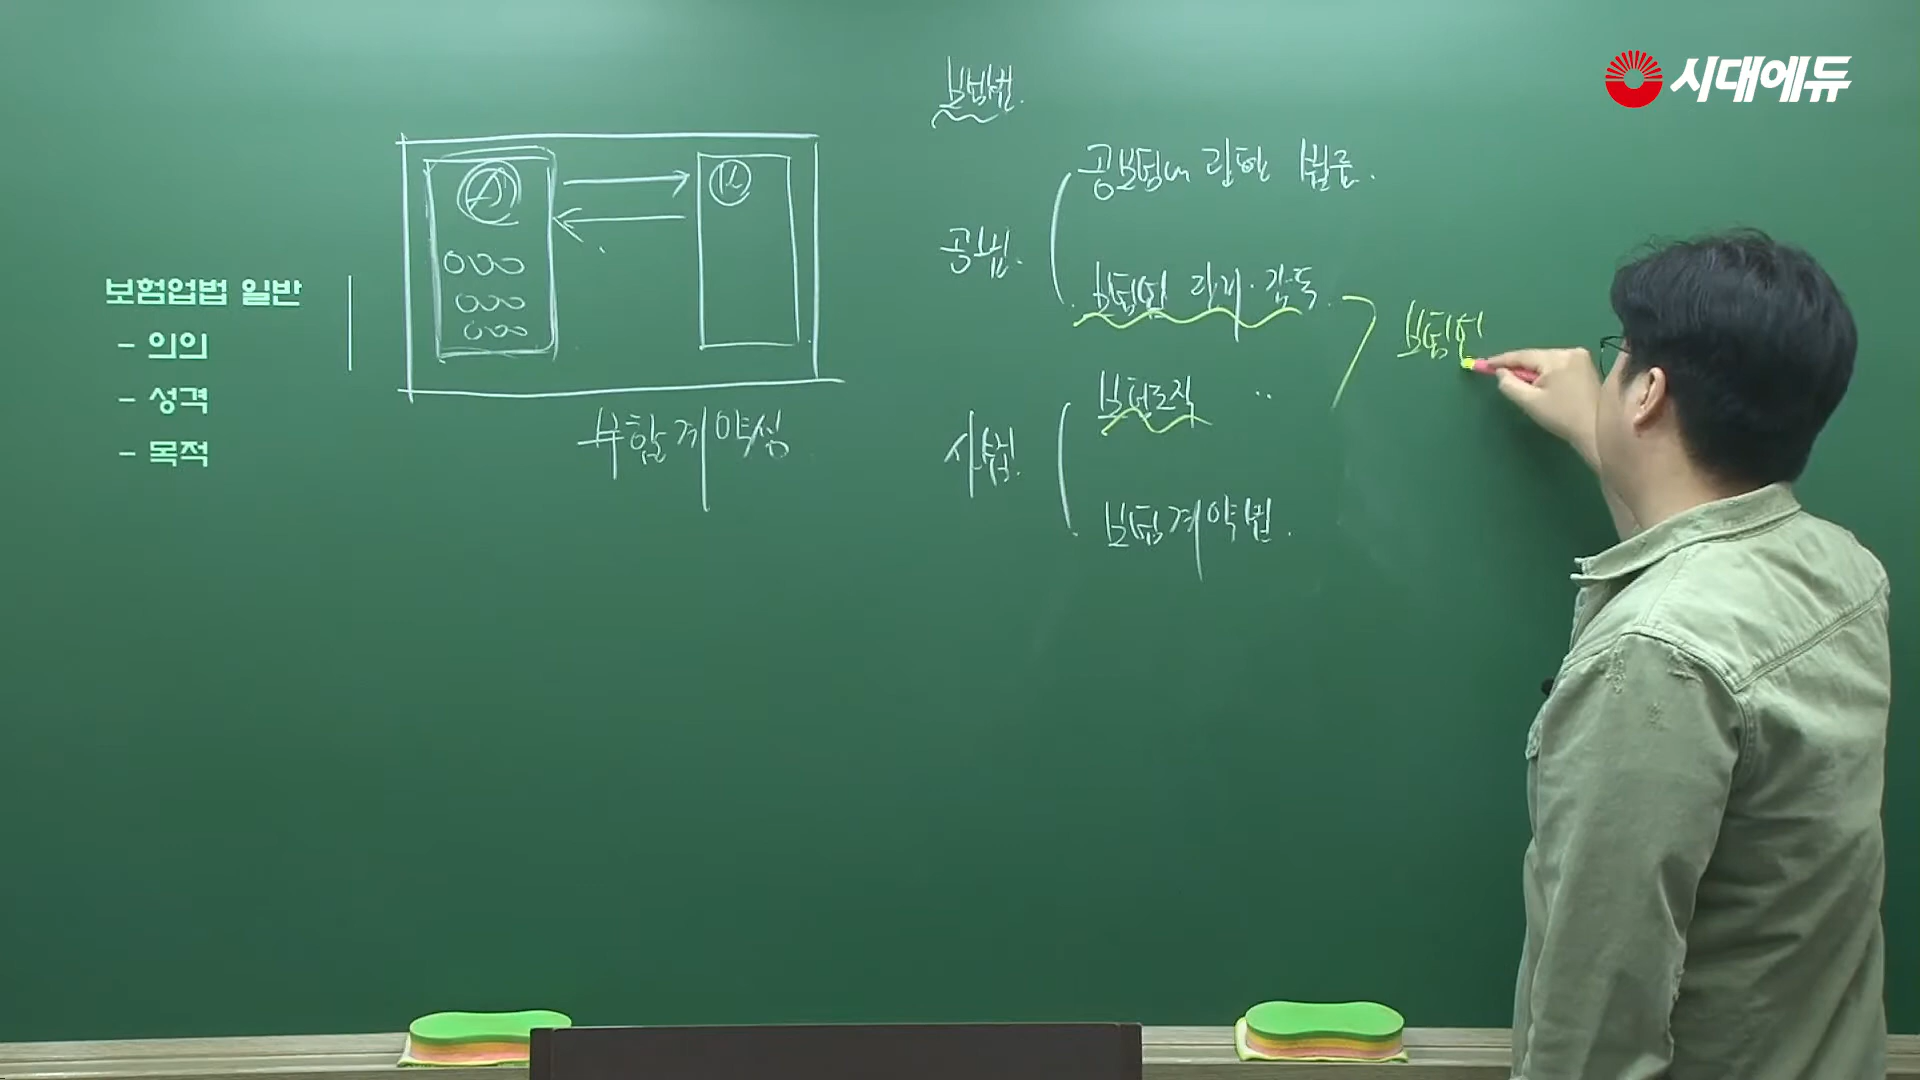 시대에듀
보험업법 일반
- 의의
- 성격
- 목적
#부합계약성
보험법.
공법.
공보험에 관한 법률.
보험업 관리·감독.
사법.
보험조직 ..
보험계약법.
보험업